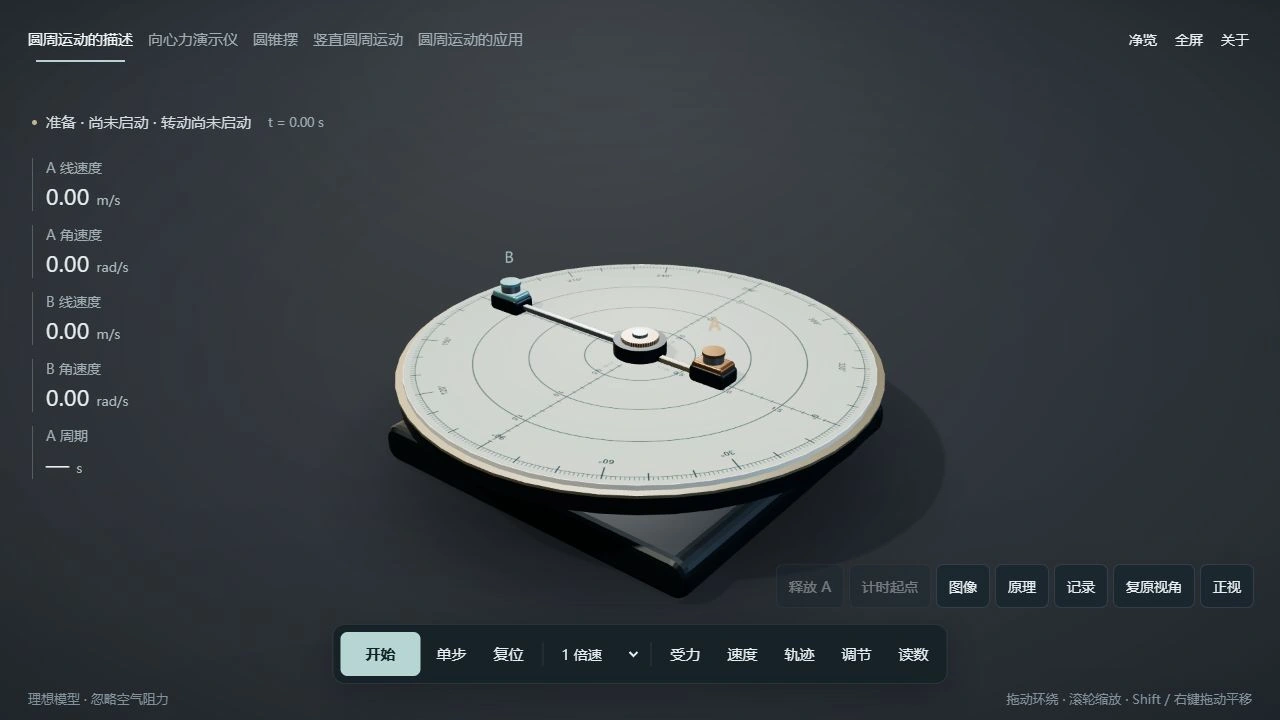 圆周运动的描述 向心力演示仪 圆锥摆 竖直圆周运动 圆周运动的应用
净览 全屏 关于
准备 · 尚未启动 · 转动尚未启动 t = 0.00 s
A 线速度
0.00 m/s
A 角速度
0.00 rad/s
B 线速度
0.00 m/s
B 角速度
0.00 rad/s
A 周期
— s
B
A
60°
30°
释放 A 计时起点 图像 原理 记录 复原视角 正视
开始 单步 复位 1 倍速 受力 速度 轨迹 调节 读数
理想模型 · 忽略空气阻力
拖动环绕 · 滚轮缩放 · Shift / 右键拖动平移